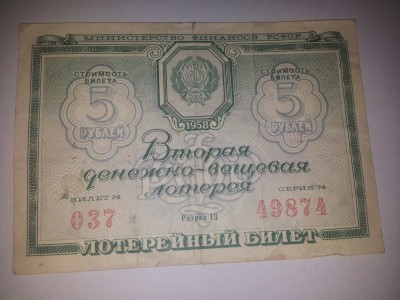 МИНИСТЕРСТВО ФИНАНСОВ РСФСР
СТОИМОСТЬ БИЛЕТА
5
РУБЛЕЙ
1958
СТОИМОСТЬ БИЛЕТА
5
РУБЛЕЙ
Вторая
денежно-вещевая
лотерея
БИЛЕТ №
037
Разряд 13
СЕРИЯ №
49874
ЛОТЕРЕЙНЫЙ БИЛЕТ